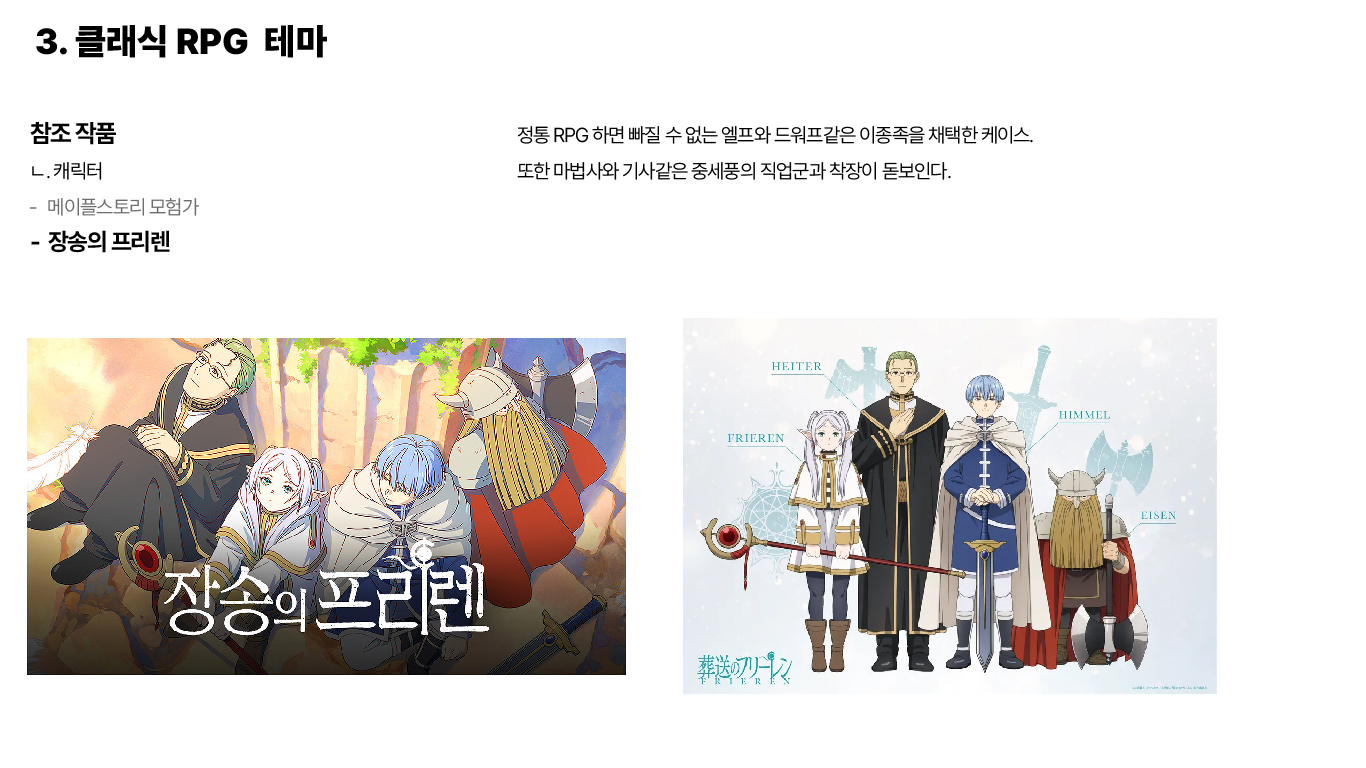 3. 클래식 RPG 테마
참조 작품
ㄴ. 캐릭터
- 메이플스토리 모험가
- 장송의 프리렌
정통 RPG 하면 빠질 수 없는 엘프와 드워프같은 이종족을 채택한 케이스.
또한 마법사와 기사같은 중세풍의 직업군과 착장이 돋보인다.
장송의 프리렌
HEITER
HIMMEL
FRIEREN
EISEN
葬送のフリーレン
FRIEREN